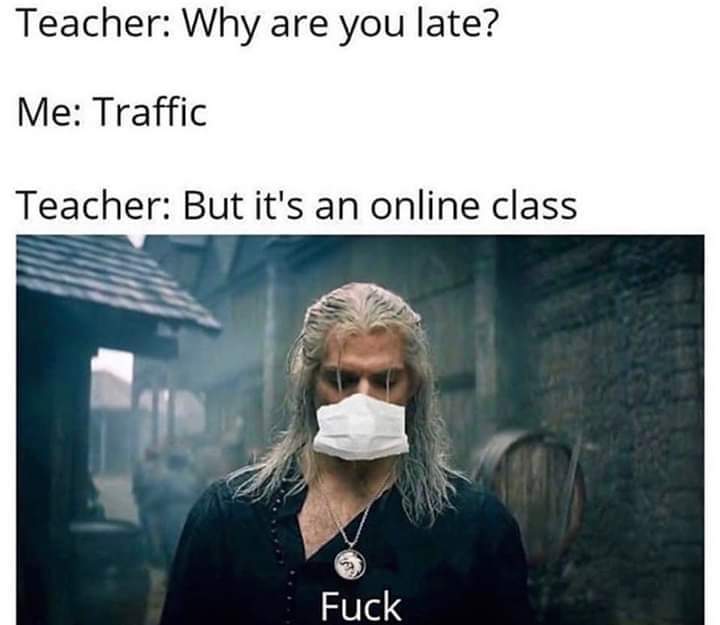 Teacher: Why are you late?
Me: Traffic
Teacher: But it's an online class
Fuck